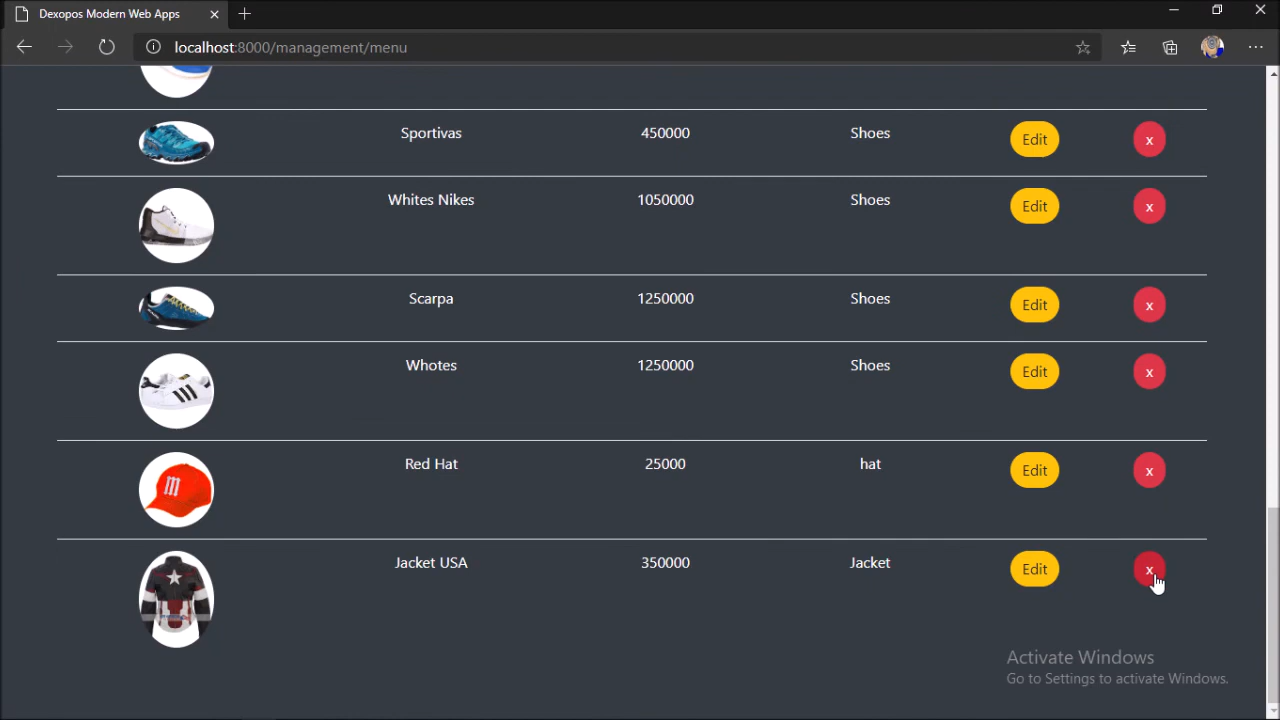 Dexopos Modern Web Apps
localhost:8000/management/menu
Sportivas 450000 Shoes Edit x
Whites Nikes 1050000 Shoes Edit x
Scarpa 1250000 Shoes Edit x
Whotes 1250000 Shoes Edit x
Red Hat 25000 hat Edit x
Jacket USA 350000 Jacket Edit x
Activate Windows
Go to Settings to activate Windows.